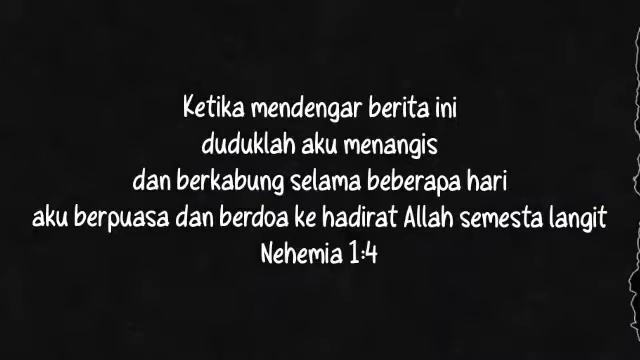 Ketika mendengar berita ini
duduklah aku menangis
dan berkabung selama beberapa hari
aku berpuasa dan berdoa ke hadirat Allah semesta langit
Nehemia 1:4